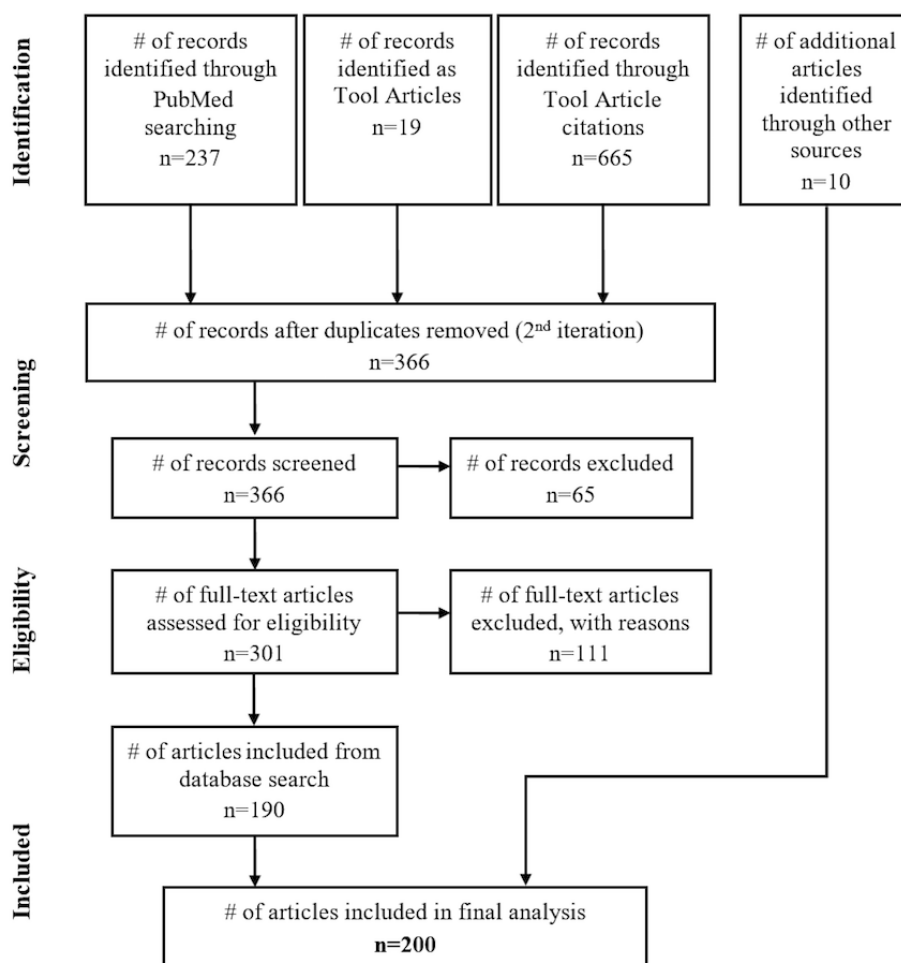 Identification
# of records
identified through
PubMed
searching
n=237
# of records
identified as
Tool Articles
n=19
# of records
identified through
Tool Article
citations
n=665
# of additional
articles
identified
through other
sources
n=10
Screening
# of records after duplicates removed (2nd iteration)
n=366
# of records screened
n=366
# of records excluded
n=65
Eligibility
# of full-text articles
assessed for eligibility
n=301
# of full-text articles
excluded, with reasons
n=111
Included
# of articles included from
database search
n=190
# of articles included in final analysis
n=200